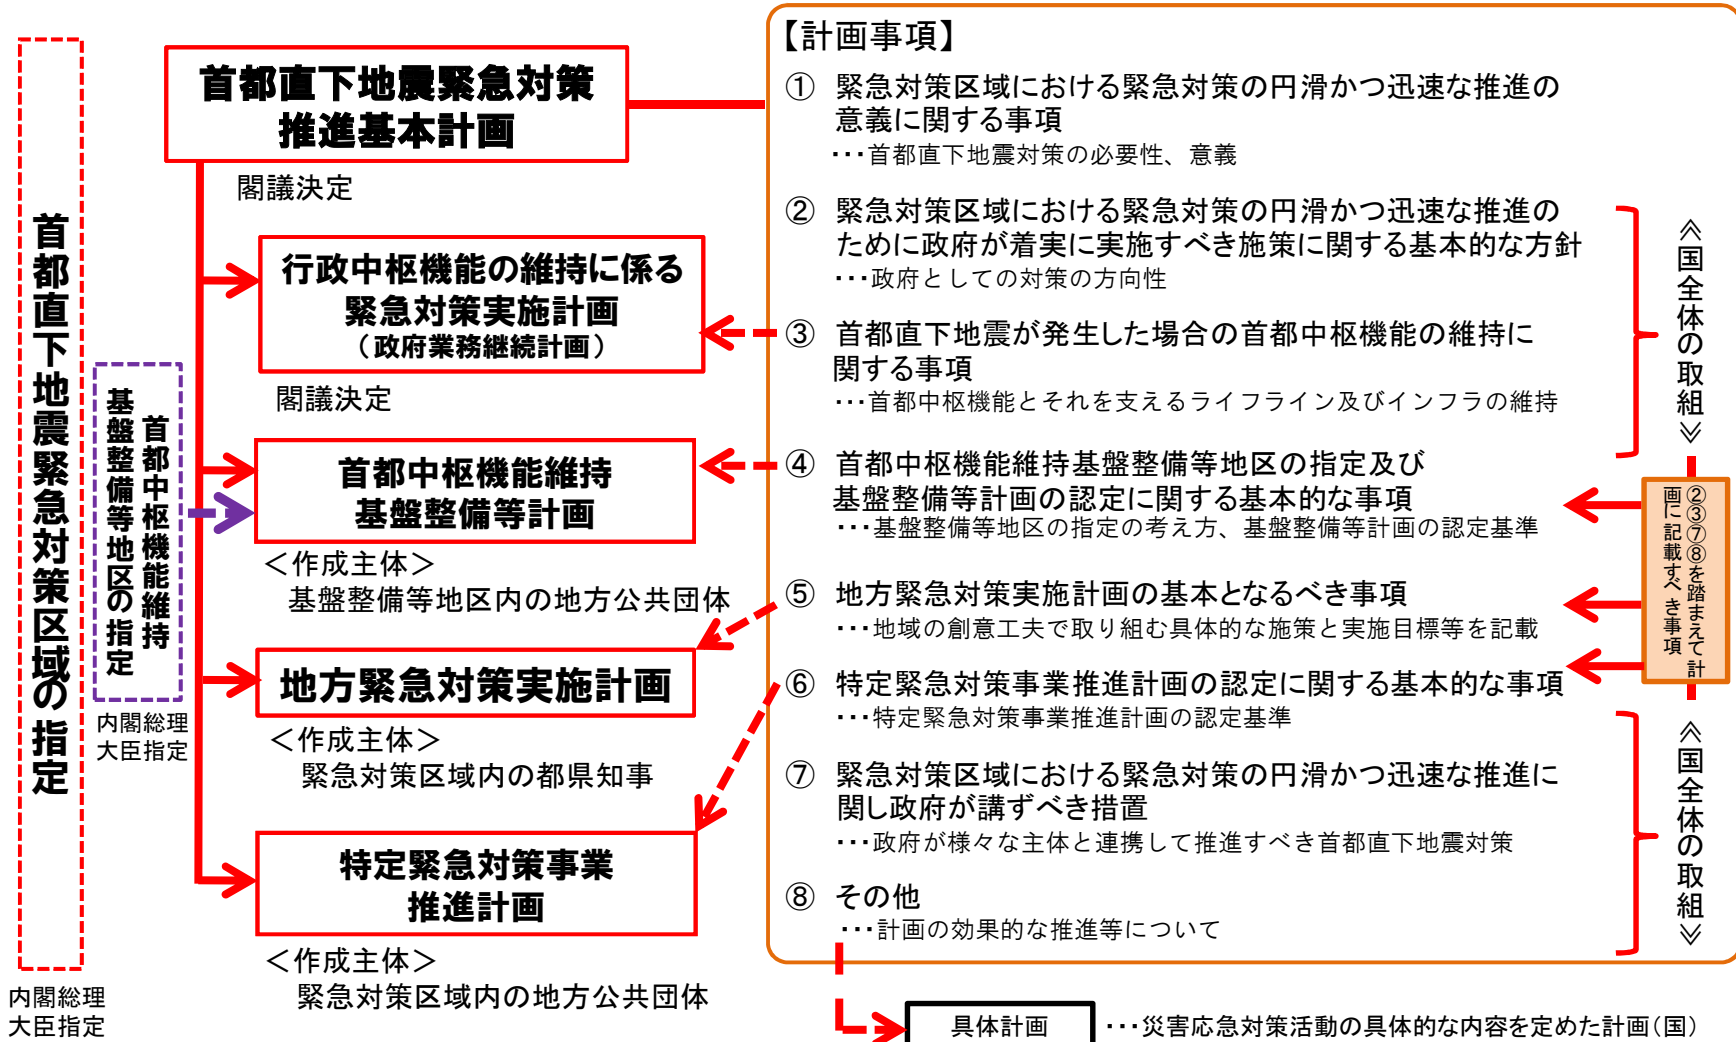 首都直下地震緊急対策区域の指定
内閣総理
大臣指定
首都中枢機能維持
基盤整備等地区の指定
内閣総理
大臣指定
首都直下地震緊急対策
推進基本計画
閣議決定
行政中枢機能の維持に係る
緊急対策実施計画
（政府業務継続計画）
閣議決定
首都中枢機能維持
基盤整備等計画
＜作成主体＞
基盤整備等地区内の地方公共団体
地方緊急対策実施計画
＜作成主体＞
緊急対策区域内の都県知事
特定緊急対策事業
推進計画
＜作成主体＞
緊急対策区域内の地方公共団体
【計画事項】
① 緊急対策区域における緊急対策の円滑かつ迅速な推進の
意義に関する事項
･･･首都直下地震対策の必要性、意義
② 緊急対策区域における緊急対策の円滑かつ迅速な推進の
ために政府が着実に実施すべき施策に関する基本的な方針
･･･政府としての対策の方向性
③ 首都直下地震が発生した場合の首都中枢機能の維持に
関する事項
･･･首都中枢機能とそれを支えるライフライン及びインフラの維持
④ 首都中枢機能維持基盤整備等地区の指定及び
基盤整備等計画の認定に関する基本的な事項
･･･基盤整備等地区の指定の考え方、基盤整備等計画の認定基準
⑤ 地方緊急対策実施計画の基本となるべき事項
･･･地域の創意工夫で取り組む具体的な施策と実施目標等を記載
⑥ 特定緊急対策事業推進計画の認定に関する基本的な事項
･･･特定緊急対策事業推進計画の認定基準
⑦ 緊急対策区域における緊急対策の円滑かつ迅速な推進に
関し政府が講ずべき措置
･･･政府が様々な主体と連携して推進すべき首都直下地震対策
⑧ その他
･･･計画の効果的な推進等について
≪国全体の取組≫
②③⑦⑧を踏まえて計
画に記載すべき事項
≪国全体の取組≫
具体計画 ･･･災害応急対策活動の具体的な内容を定めた計画（国）